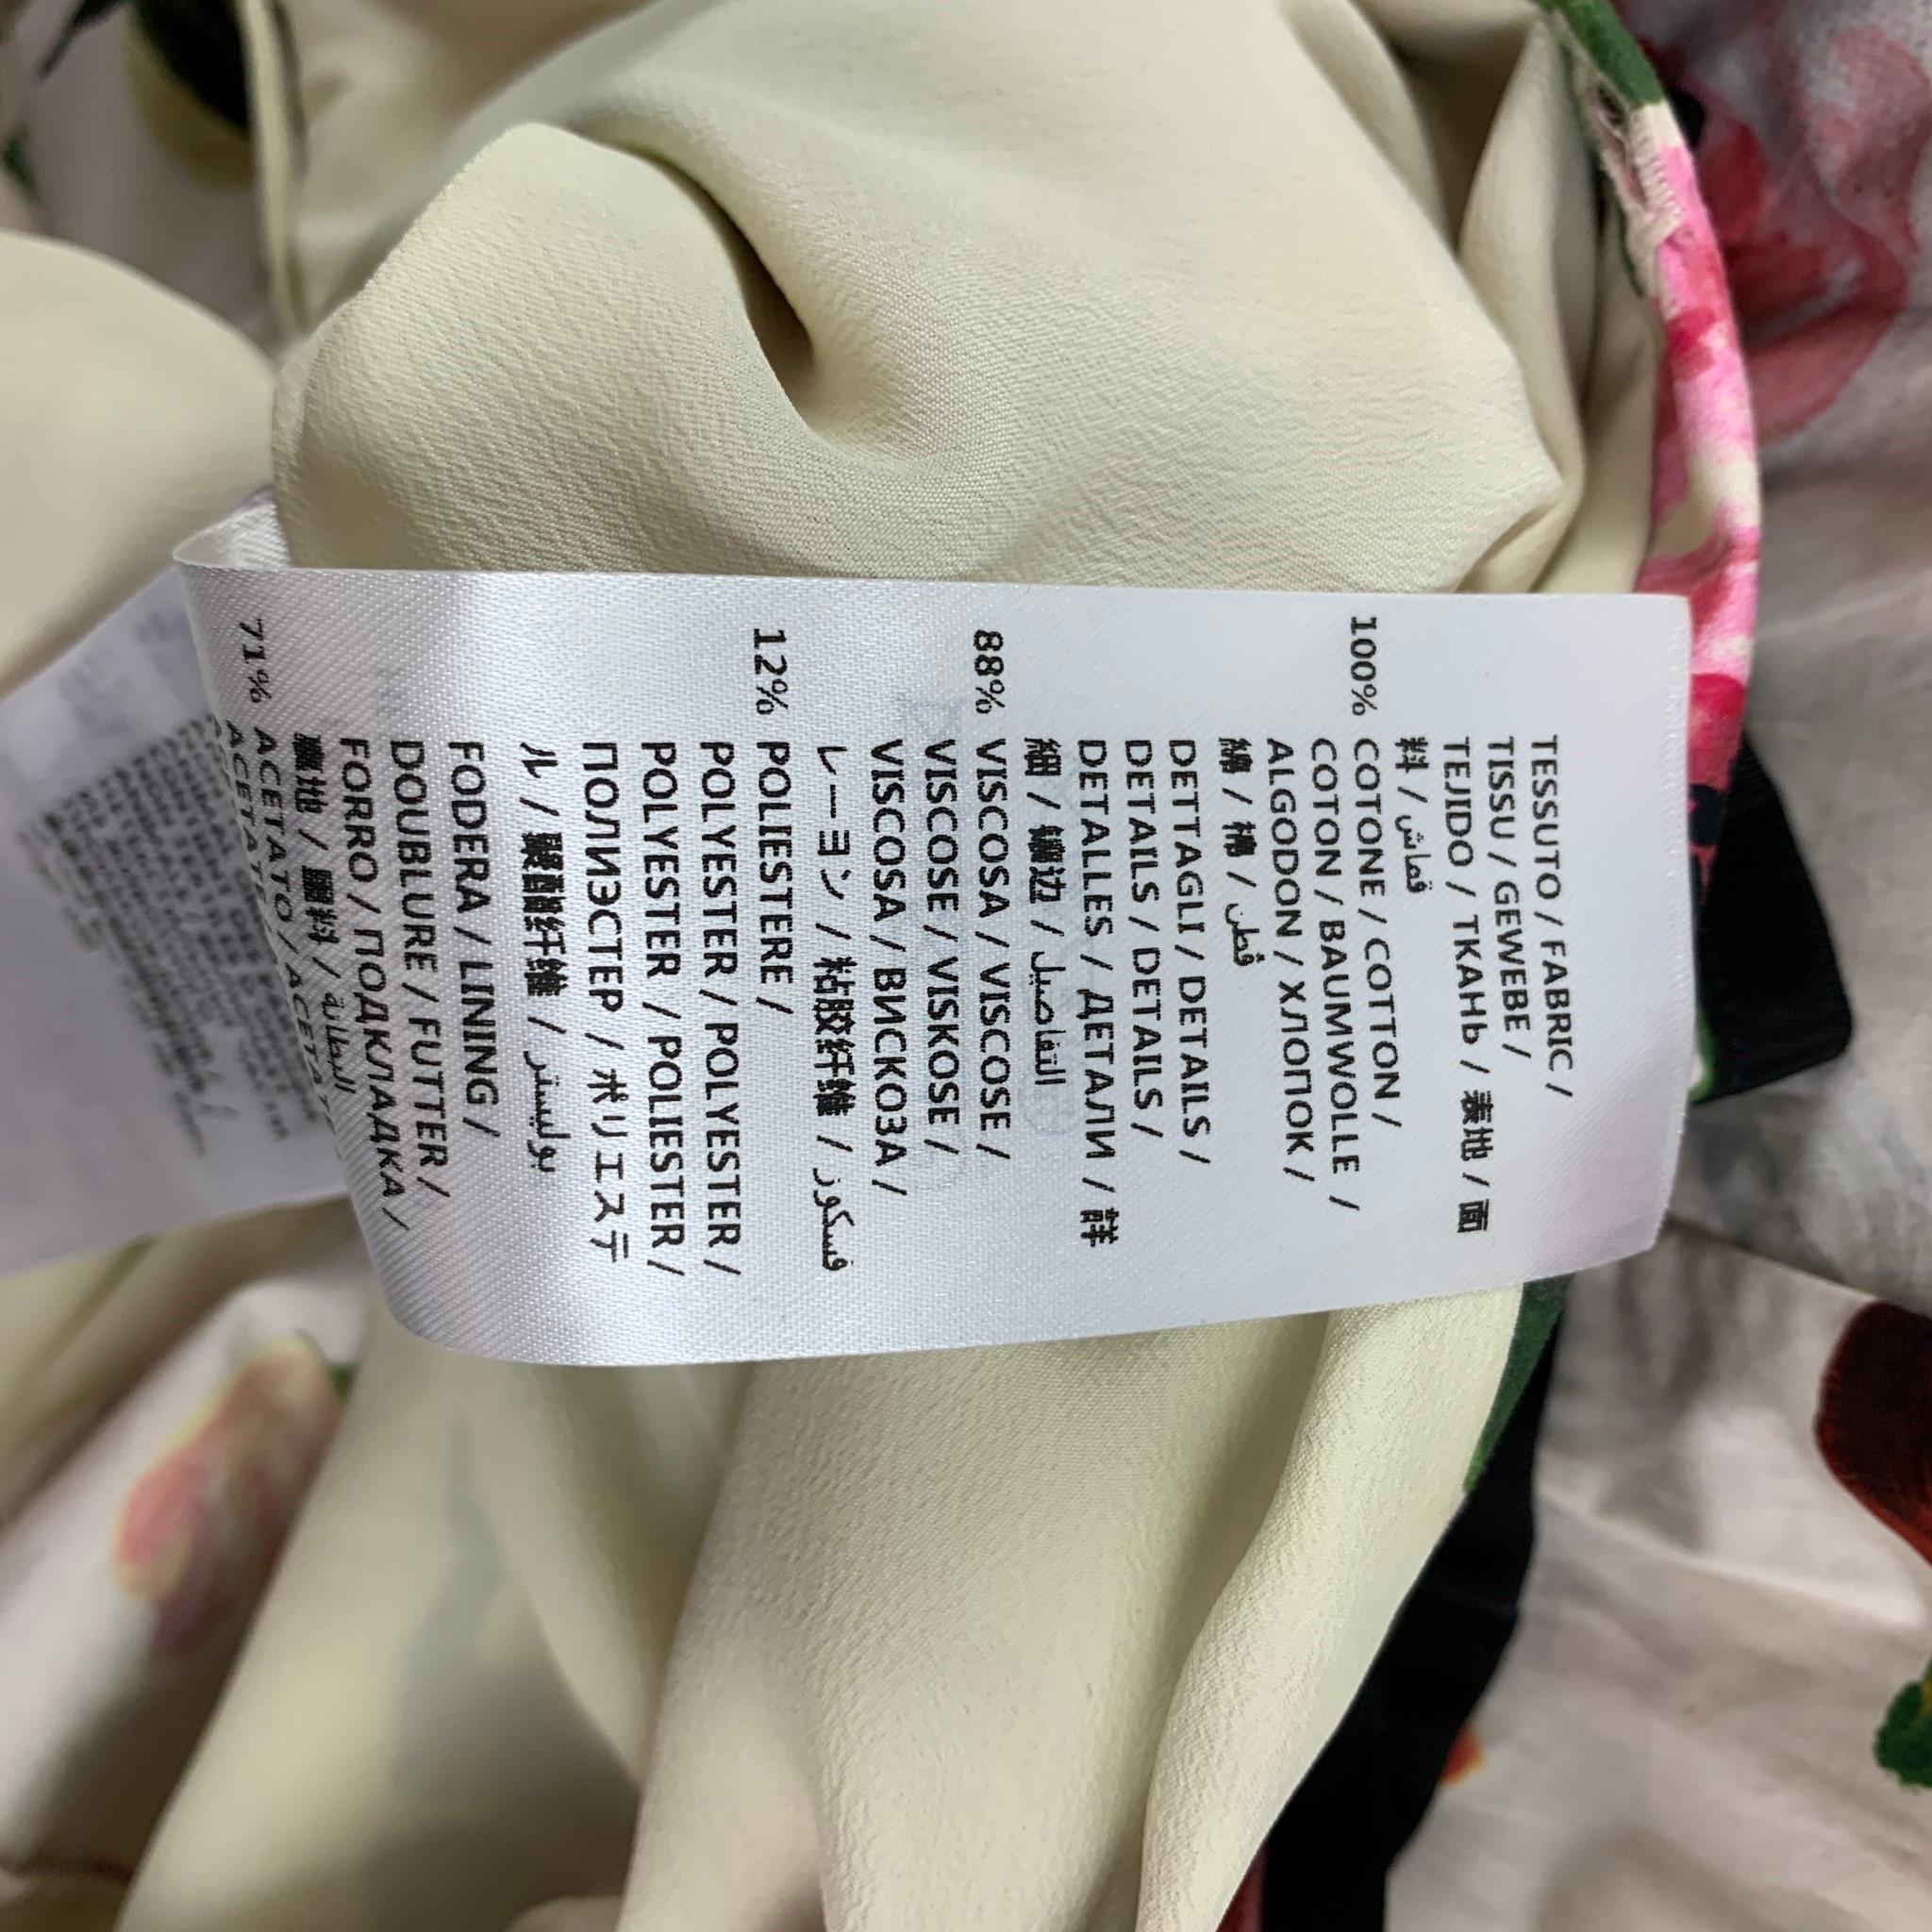 TESSUTO / FABRIC /
TISSU / GEWEBE /
TEJIDO / ТКАНЬ / 表地 / 面
料 / قماش
100% COTONE / COTTON /
COTON / BAUMWOLLE /
ALGODON / ХЛОПОК /
綿 / 棉 / قُطن
DETTAGLI / DETAILS /
DETAILS / DETAILS /
DETALLES / ДЕТАЛИ / 詳
細 / 镶边 / التفاصيل
88% VISCOSA / VISCOSE /
VISCOSE / VISKOSE /
VISCOSA / ВИСКОЗА /
レーヨン / 粘胶纤维 / فسكوز
12% POLIESTERE /
POLYESTER / POLYESTER /
POLYESTER / POLIESTER /
ПОЛИЭСТЕР / ポリエステ
ル / 聚酯纤维 / بوليستر
FODERA / LINING /
DOUBLURE / FUTTER /
FORRO / ПОДКЛАДКА /
裏地 / 里料 / البطانة
71% ACETATO / ACETATE
ACETATE